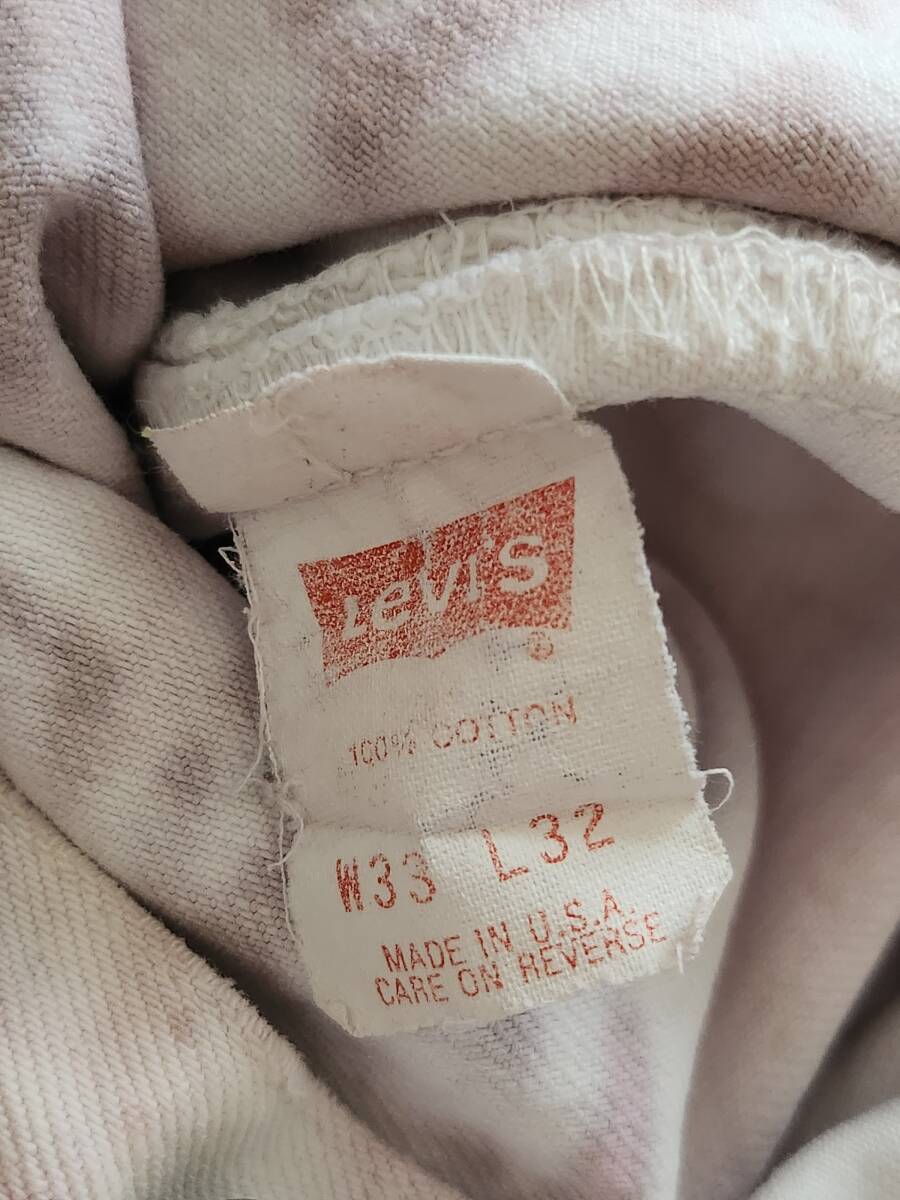 Levi's
®
100% COTTON
W33 L32
MADE IN U.S.A.
CARE ON REVERSE